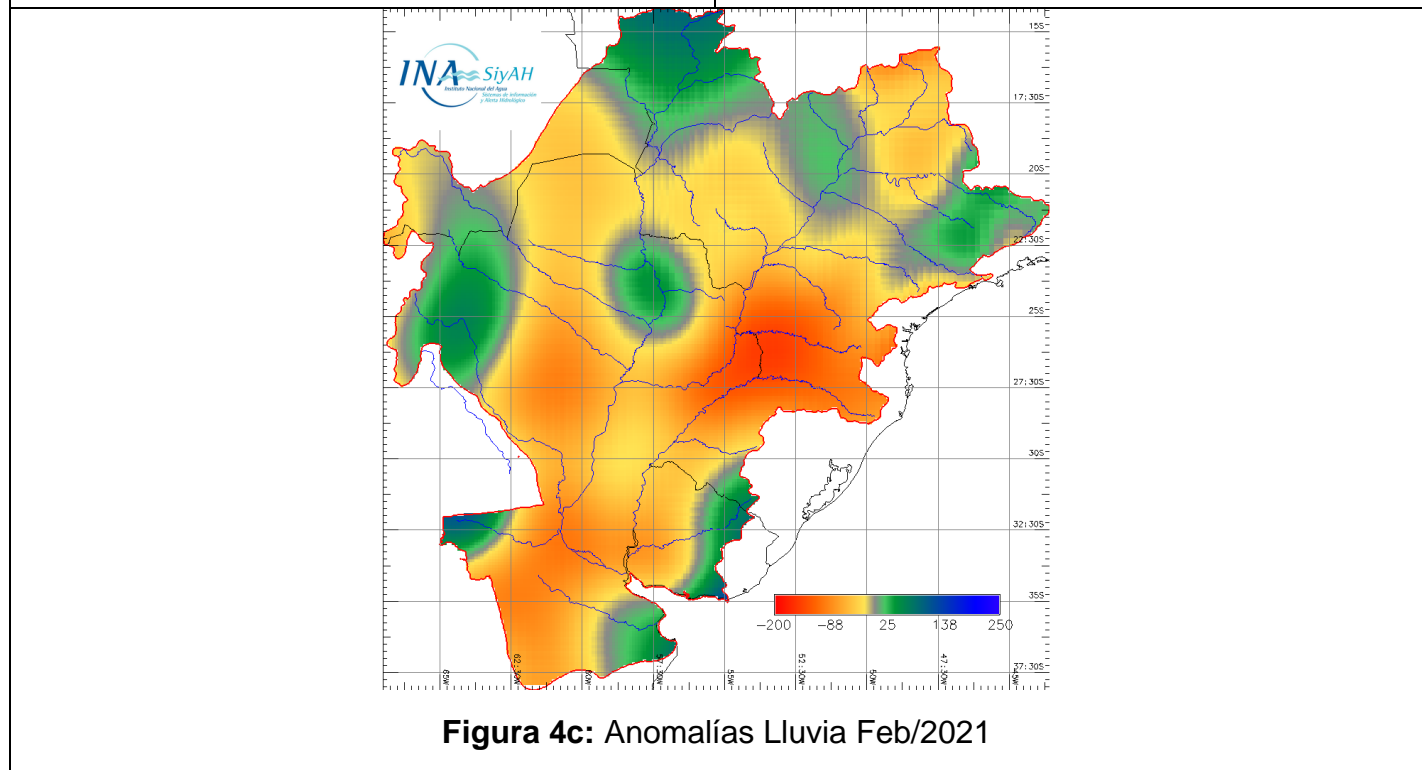 INA SiyAH
Instituto Nacional del Agua
Sistemas de Información
y Alerta Hidrológico
15S
17:30S
20S
22:30S
25S
27:30S
30S
32:30S
35S
37:30S
65W
62:30W
60W
57:30W
55W
52:30W
50W
47:30W
45W
-200 -88 25 138 250
Figura 4c: Anomalías Lluvia Feb/2021